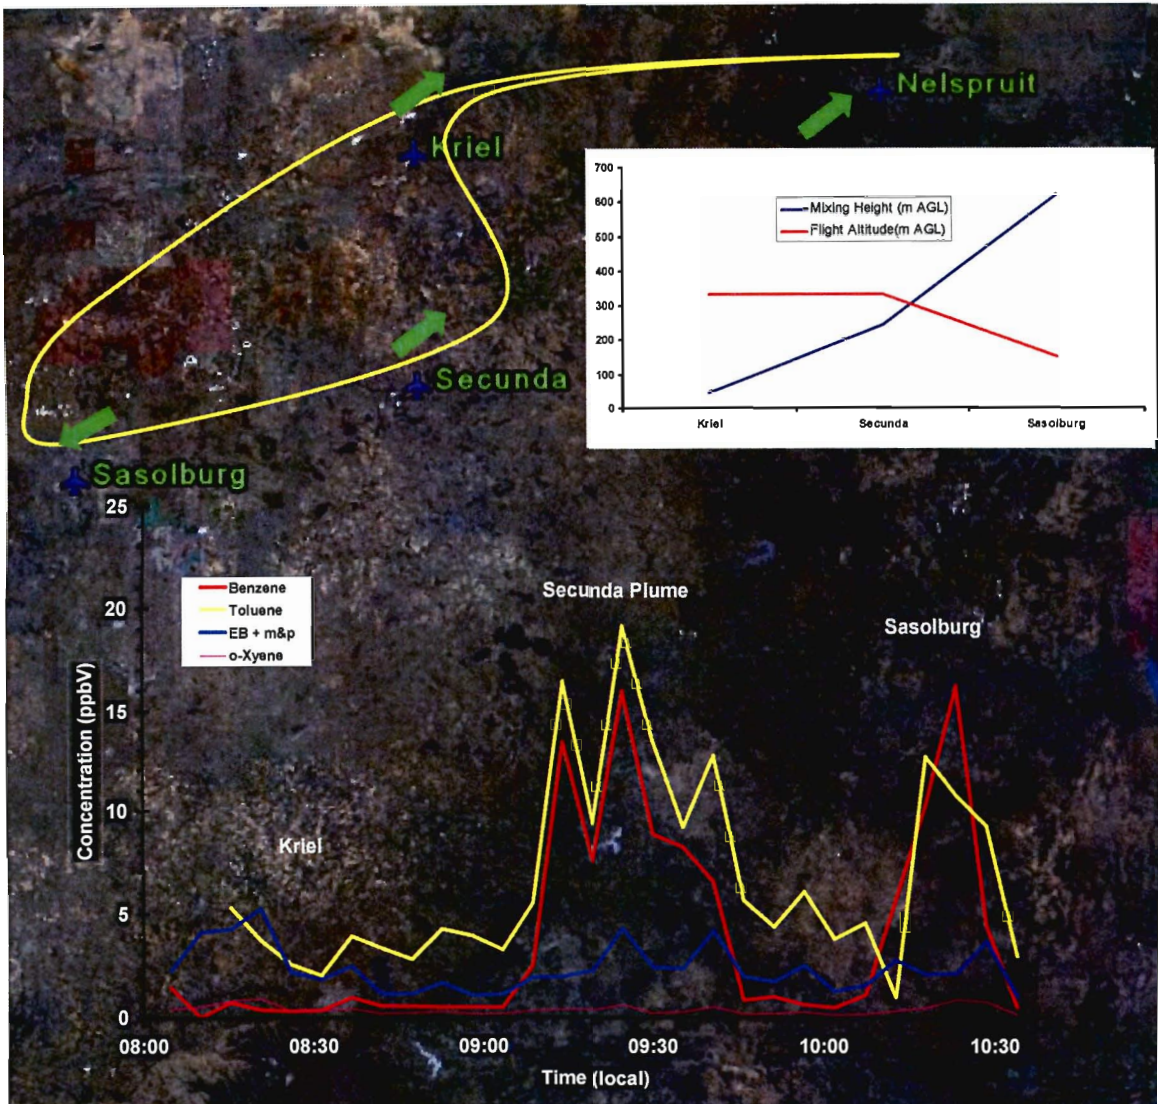 Nelspruit
Kriel
Secunda
Sasolburg
700
600
500
400
300
200
100
0
Mixing Height (m AGL)
Flight Altitude(m AGL)
Kriel Secunda Sasolburg
25
20
15
10
5
0
Concentration (ppbV)
Benzene
Toluene
EB + m&p
o-Xyene
Secunda Plume
Sasolburg
Kriel
08:00 08:30 09:00 09:30 10:00 10:30
Time (local)